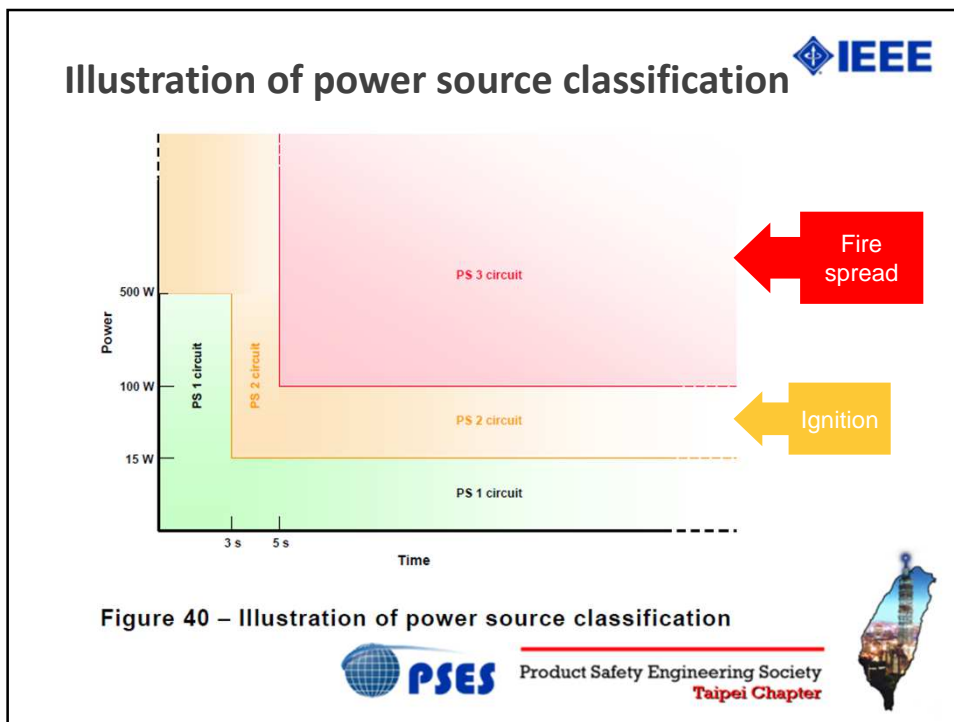 Illustration of power source classification
IEEE
500 W
100 W
15 W
Power
PS 1 circuit
PS 2 circuit
PS 3 circuit
PS 2 circuit
PS 1 circuit
3 s
5 s
Time
Fire
spread
Ignition
Figure 40 – Illustration of power source classification
PSES
Product Safety Engineering Society
Taipei Chapter